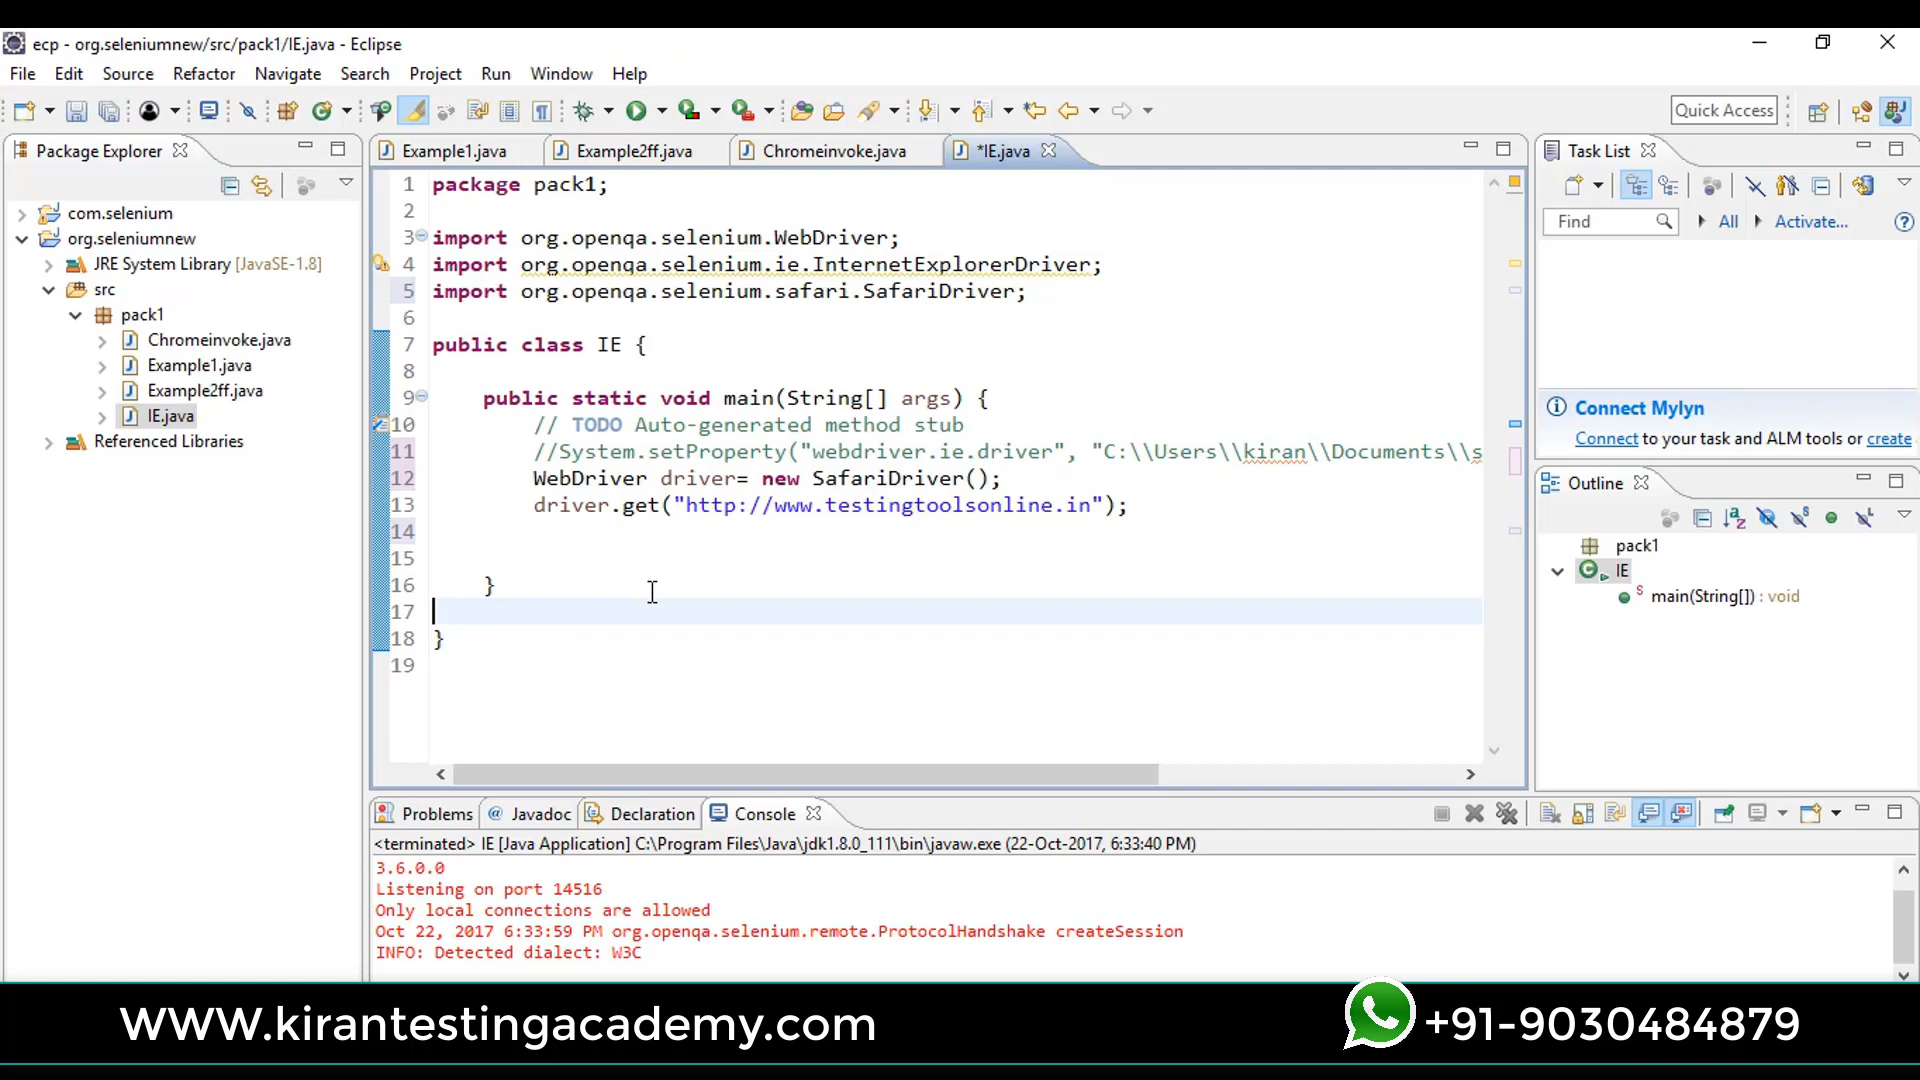 ecp - org.seleniumnew/src/pack1/IE.java - Eclipse
File Edit Source Refactor Navigate Search Project Run Window Help
Quick Access
Package Explorer
com.selenium
org.seleniumnew
JRE System Library [JavaSE-1.8]
src
pack1
Chromeinvoke.java
Example1.java
Example2ff.java
IE.java
Referenced Libraries
Example1.java Example2ff.java Chromeinvoke.java *IE.java
1 package pack1;
2
3 import org.openqa.selenium.WebDriver;
4 import org.openqa.selenium.ie.InternetExplorerDriver;
5 import org.openqa.selenium.safari.SafariDriver;
6
7 public class IE {
8
9 public static void main(String[] args) {
10 // TODO Auto-generated method stub
11 //System.setProperty("webdriver.ie.driver", "C:\\Users\\kiran\\Documents\\s
12 WebDriver driver= new SafariDriver();
13 driver.get("http://www.testingtoolsonline.in");
14
15
16 }
17
18 }
19
Task List
Find All Activate...
Connect Mylyn
Connect to your task and ALM tools or create
Outline
pack1
IE
main(String[]) : void
Problems @ Javadoc Declaration Console
<terminated> IE [Java Application] C:\Program Files\Java\jdk1.8.0_111\bin\javaw.exe (22-Oct-2017, 6:33:40 PM)
3.6.0.0
Listening on port 14516
Only local connections are allowed
Oct 22, 2017 6:33:59 PM org.openqa.selenium.remote.ProtocolHandshake createSession
INFO: Detected dialect: W3C
WWW.kirantestingacademy.com
+91-9030484879